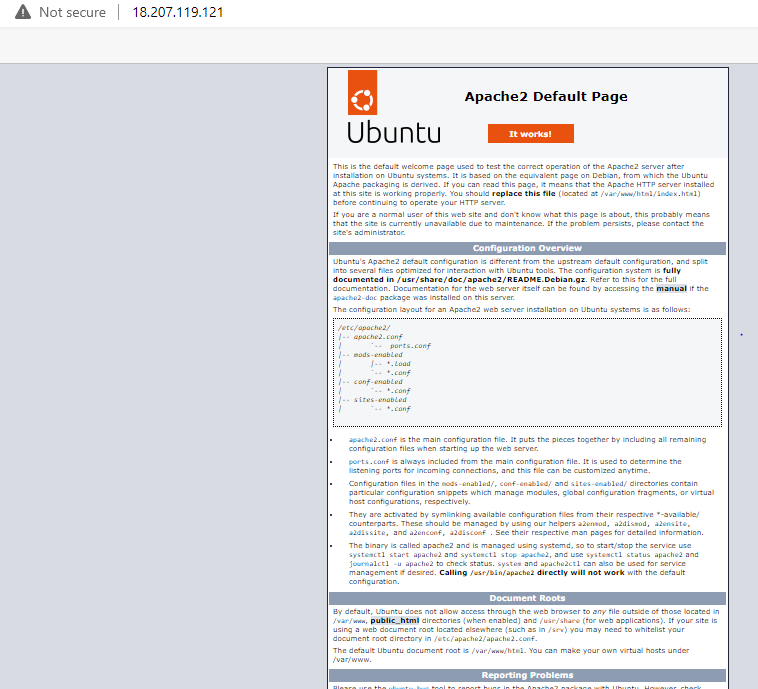 Not secure | 18.207.119.121
Ubuntu
Apache2 Default Page
It works!
This is the default welcome page used to test the correct operation of the Apache2 server after
installation on Ubuntu systems. It is based on the equivalent page on Debian, from which the Ubuntu
Apache packaging is derived. If you can read this page, it means that the Apache HTTP server installed
at this site is working properly. You should replace this file (located at /var/www/html/index.html)
before continuing to operate your HTTP server.
If you are a normal user of this web site and don't know what this page is about, this probably means
that the site is currently unavailable due to maintenance. If the problem persists, please contact the
site's administrator.
Configuration Overview
Ubuntu's Apache2 default configuration is different from the upstream default configuration, and split
into several files optimized for interaction with Ubuntu tools. The configuration system is fully
documented in /usr/share/doc/apache2/README.Debian.gz. Refer to this for the full
documentation. Documentation for the web server itself can be found by accessing the manual if the
apache2-doc package was installed on this server.
The configuration layout for an Apache2 web server installation on Ubuntu systems is as follows:
/etc/apache2/
|-- apache2.conf
|       `--  ports.conf
|-- mods-enabled
|       |-- *.load
|       `-- *.conf
|-- conf-enabled
|       `-- *.conf
|-- sites-enabled
|       `-- *.conf
• apache2.conf is the main configuration file. It puts the pieces together by including all remaining
configuration files when starting up the web server.
• ports.conf is always included from the main configuration file. It is used to determine the
listening ports for incoming connections, and this file can be customized anytime.
• Configuration files in the mods-enabled/, conf-enabled/ and sites-enabled/ directories contain
particular configuration snippets which manage modules, global configuration fragments, or virtual
host configurations, respectively.
• They are activated by symlinking available configuration files from their respective *-available/
counterparts. These should be managed by using our helpers a2enmod, a2dismod, a2ensite,
a2dissite, and a2enconf, a2disconf . See their respective man pages for detailed information.
• The binary is called apache2 and is managed using systemd, so to start/stop the service use
systemctl start apache2 and systemctl stop apache2, and use systemctl status apache2 and
journalctl -u apache2 to check status. system and apache2ctl can also be used for service
management if desired. Calling /usr/bin/apache2 directly will not work with the default
configuration.
Document Roots
By default, Ubuntu does not allow access through the web browser to any file outside of those located in
/var/www, public_html directories (when enabled) and /usr/share (for web applications). If your site is
using a web document root located elsewhere (such as in /srv) you may need to whitelist your
document root directory in /etc/apache2/apache2.conf.
The default Ubuntu document root is /var/www/html. You can make your own virtual hosts under
/var/www.
Reporting Problems
Please use the ubuntu-bug tool to report bugs in the Apache2 package with Ubuntu. However, check